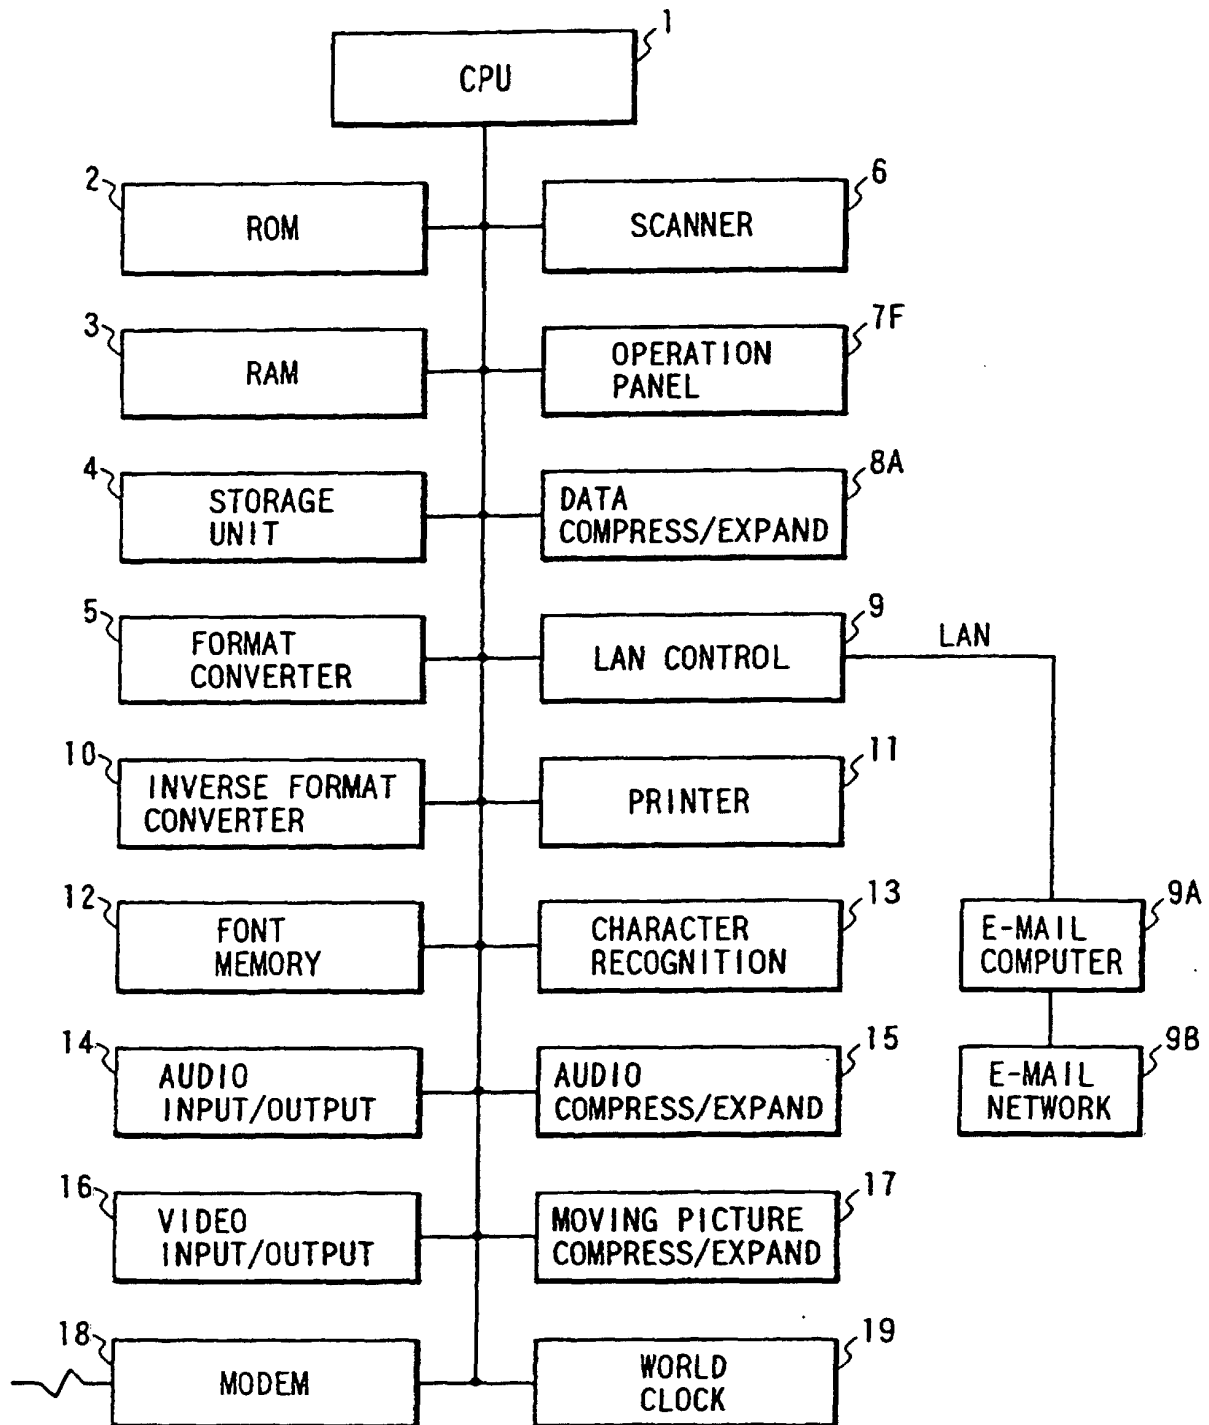 1
CPU
2
ROM
6
SCANNER
3
RAM
7F
OPERATION
PANEL
4
STORAGE
UNIT
8A
DATA
COMPRESS/EXPAND
5
FORMAT
CONVERTER
9
LAN CONTROL
LAN
10
INVERSE FORMAT
CONVERTER
11
PRINTER
12
FONT
MEMORY
13
CHARACTER
RECOGNITION
9A
E-MAIL
COMPUTER
14
AUDIO
INPUT/OUTPUT
15
AUDIO
COMPRESS/EXPAND
9B
E-MAIL
NETWORK
16
VIDEO
INPUT/OUTPUT
17
MOVING PICTURE
COMPRESS/EXPAND
18
MODEM
19
WORLD
CLOCK